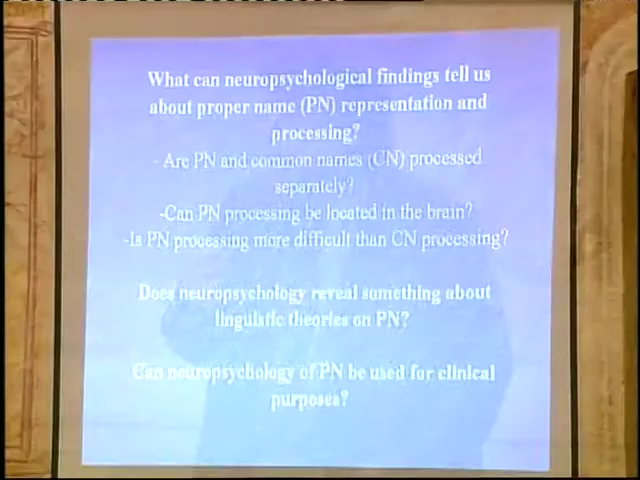 What can neuropsychological findings tell us
about proper name (PN) representation and
processing?
- Are PN and common names (CN) processed
separately?
-Can PN processing be located in the brain?
-Is PN processing more difficult than CN processing?
Does neuropsychology reveal something about
linguistic theories on PN?
Can neuropsychology of PN be used for clinical
purposes?